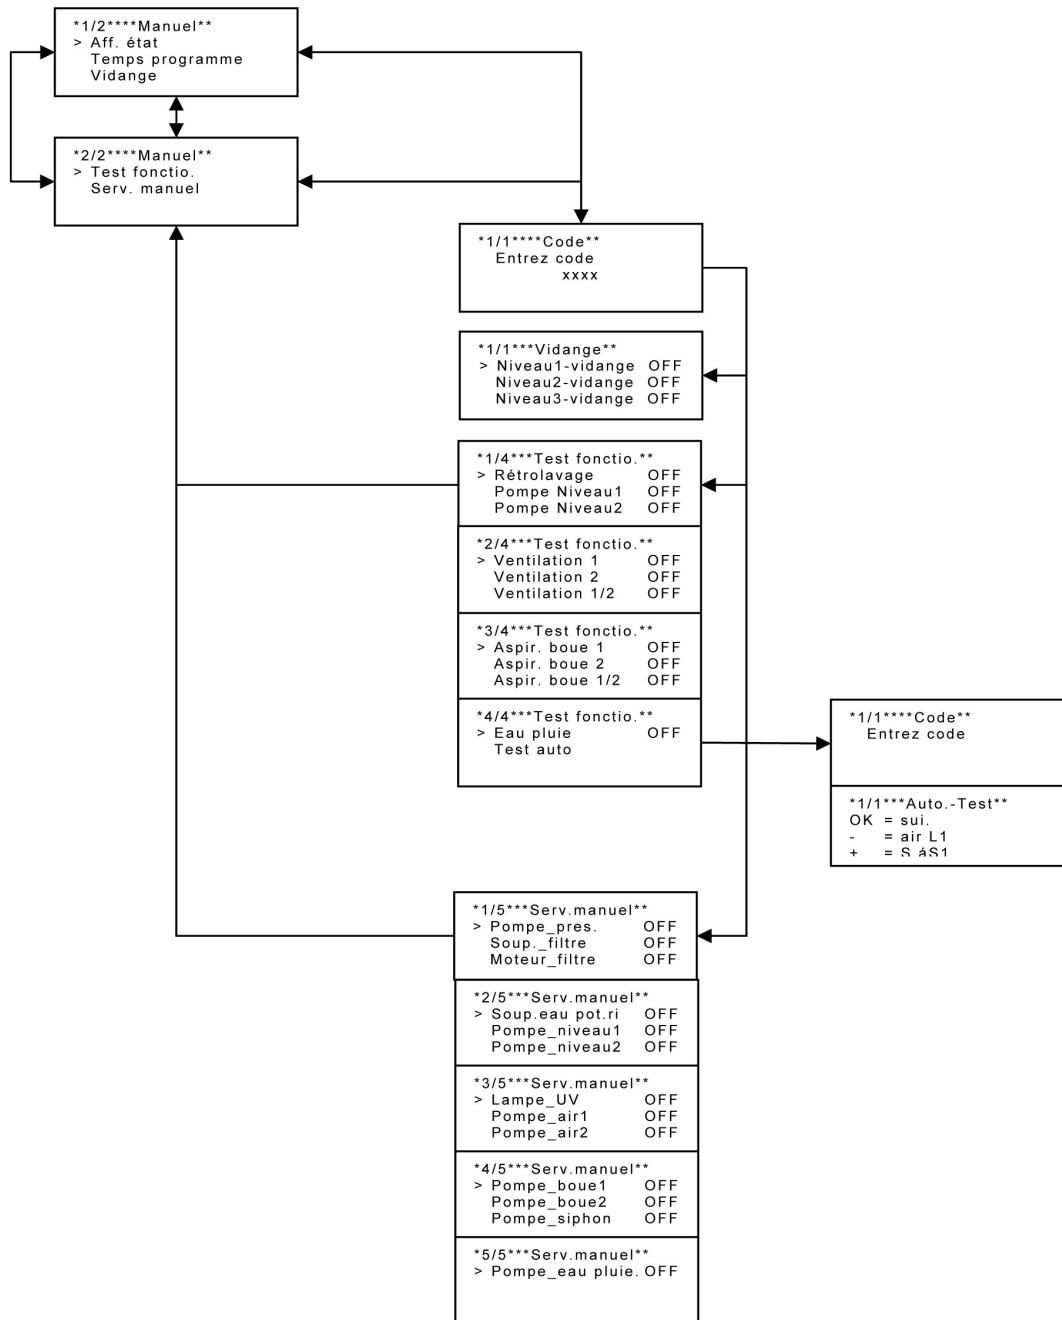 *1/2****Manuel**
> Aff. état
Temps programme
Vidange
*2/2****Manuel**
> Test fonctio.
Serv. manuel
*1/1****Code**
Entrez code
xxxx
*1/1***Vidange**
> Niveau1-vidange OFF
Niveau2-vidange OFF
Niveau3-vidange OFF
*1/4***Test fonctio.**
> Rétrolavage OFF
Pompe Niveau1 OFF
Pompe Niveau2 OFF
*2/4***Test fonctio.**
> Ventilation 1 OFF
Ventilation 2 OFF
Ventilation 1/2 OFF
*3/4***Test fonctio.**
> Aspir. boue 1 OFF
Aspir. boue 2 OFF
Aspir. boue 1/2 OFF
*4/4***Test fonctio.**
> Eau pluie OFF
Test auto
*1/1****Code**
Entrez code
*1/1***Auto.-Test**
OK = sui.
- = air L1
+ = S áS1
*1/5***Serv.manuel**
> Pompe_pres. OFF
Soup._filtre OFF
Moteur_filtre OFF
*2/5***Serv.manuel**
> Soup.eau pot.ri OFF
Pompe_niveau1 OFF
Pompe_niveau2 OFF
*3/5***Serv.manuel**
> Lampe_UV OFF
Pompe_air1 OFF
Pompe_air2 OFF
*4/5***Serv.manuel**
> Pompe_boue1 OFF
Pompe_boue2 OFF
Pompe_siphon OFF
*5/5***Serv.manuel**
> Pompe_eau pluie. OFF